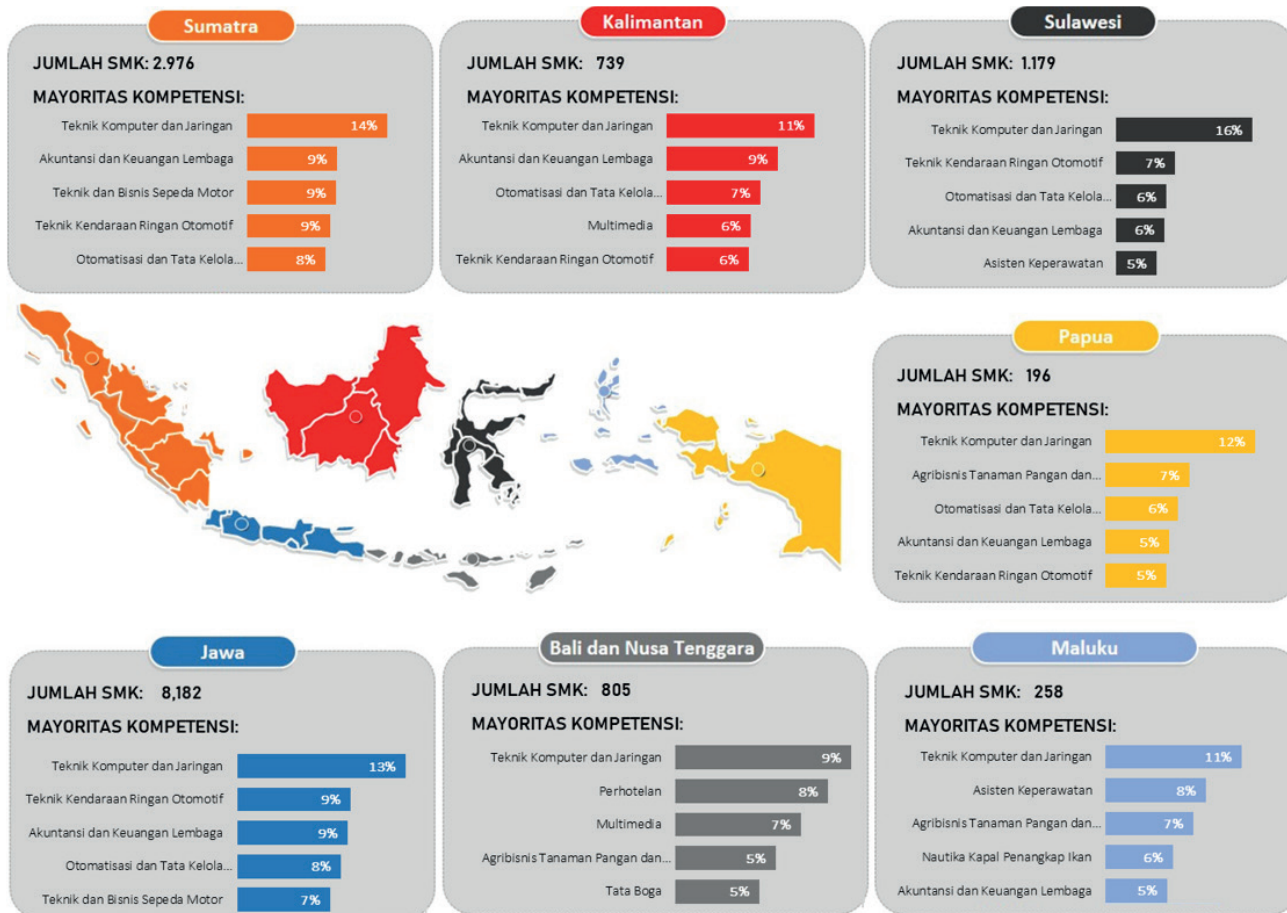 Sumatra
JUMLAH SMK: 2.976
MAYORITAS KOMPETENSI:
Teknik Komputer dan Jaringan 14%
Akuntansi dan Keuangan Lembaga 9%
Teknik dan Bisnis Sepeda Motor 9%
Teknik Kendaraan Ringan Otomotif 9%
Otomatisasi dan Tata Kelola... 8%
Kalimantan
JUMLAH SMK: 739
MAYORITAS KOMPETENSI:
Teknik Komputer dan Jaringan 11%
Akuntansi dan Keuangan Lembaga 9%
Otomatisasi dan Tata Kelola... 7%
Multimedia 6%
Teknik Kendaraan Ringan Otomotif 6%
Sulawesi
JUMLAH SMK: 1.179
MAYORITAS KOMPETENSI:
Teknik Komputer dan Jaringan 16%
Teknik Kendaraan Ringan Otomotif 7%
Otomatisasi dan Tata Kelola... 6%
Akuntansi dan Keuangan Lembaga 6%
Asisten Keperawatan 5%
Papua
JUMLAH SMK: 196
MAYORITAS KOMPETENSI:
Teknik Komputer dan Jaringan 12%
Agribisnis Tanaman Pangan dan... 7%
Otomatisasi dan Tata Kelola... 6%
Akuntansi dan Keuangan Lembaga 5%
Teknik Kendaraan Ringan Otomotif 5%
Jawa
JUMLAH SMK: 8,182
MAYORITAS KOMPETENSI:
Teknik Komputer dan Jaringan 13%
Teknik Kendaraan Ringan Otomotif 9%
Akuntansi dan Keuangan Lembaga 9%
Otomatisasi dan Tata Kelola... 8%
Teknik dan Bisnis Sepeda Motor 7%
Bali dan Nusa Tenggara
JUMLAH SMK: 805
MAYORITAS KOMPETENSI:
Teknik Komputer dan Jaringan 9%
Perhotelan 8%
Multimedia 7%
Agribisnis Tanaman Pangan dan... 5%
Tata Boga 5%
Maluku
JUMLAH SMK: 258
MAYORITAS KOMPETENSI:
Teknik Komputer dan Jaringan 11%
Asisten Keperawatan 8%
Agribisnis Tanaman Pangan dan... 7%
Nautika Kapal Penangkap Ikan 6%
Akuntansi dan Keuangan Lembaga 5%